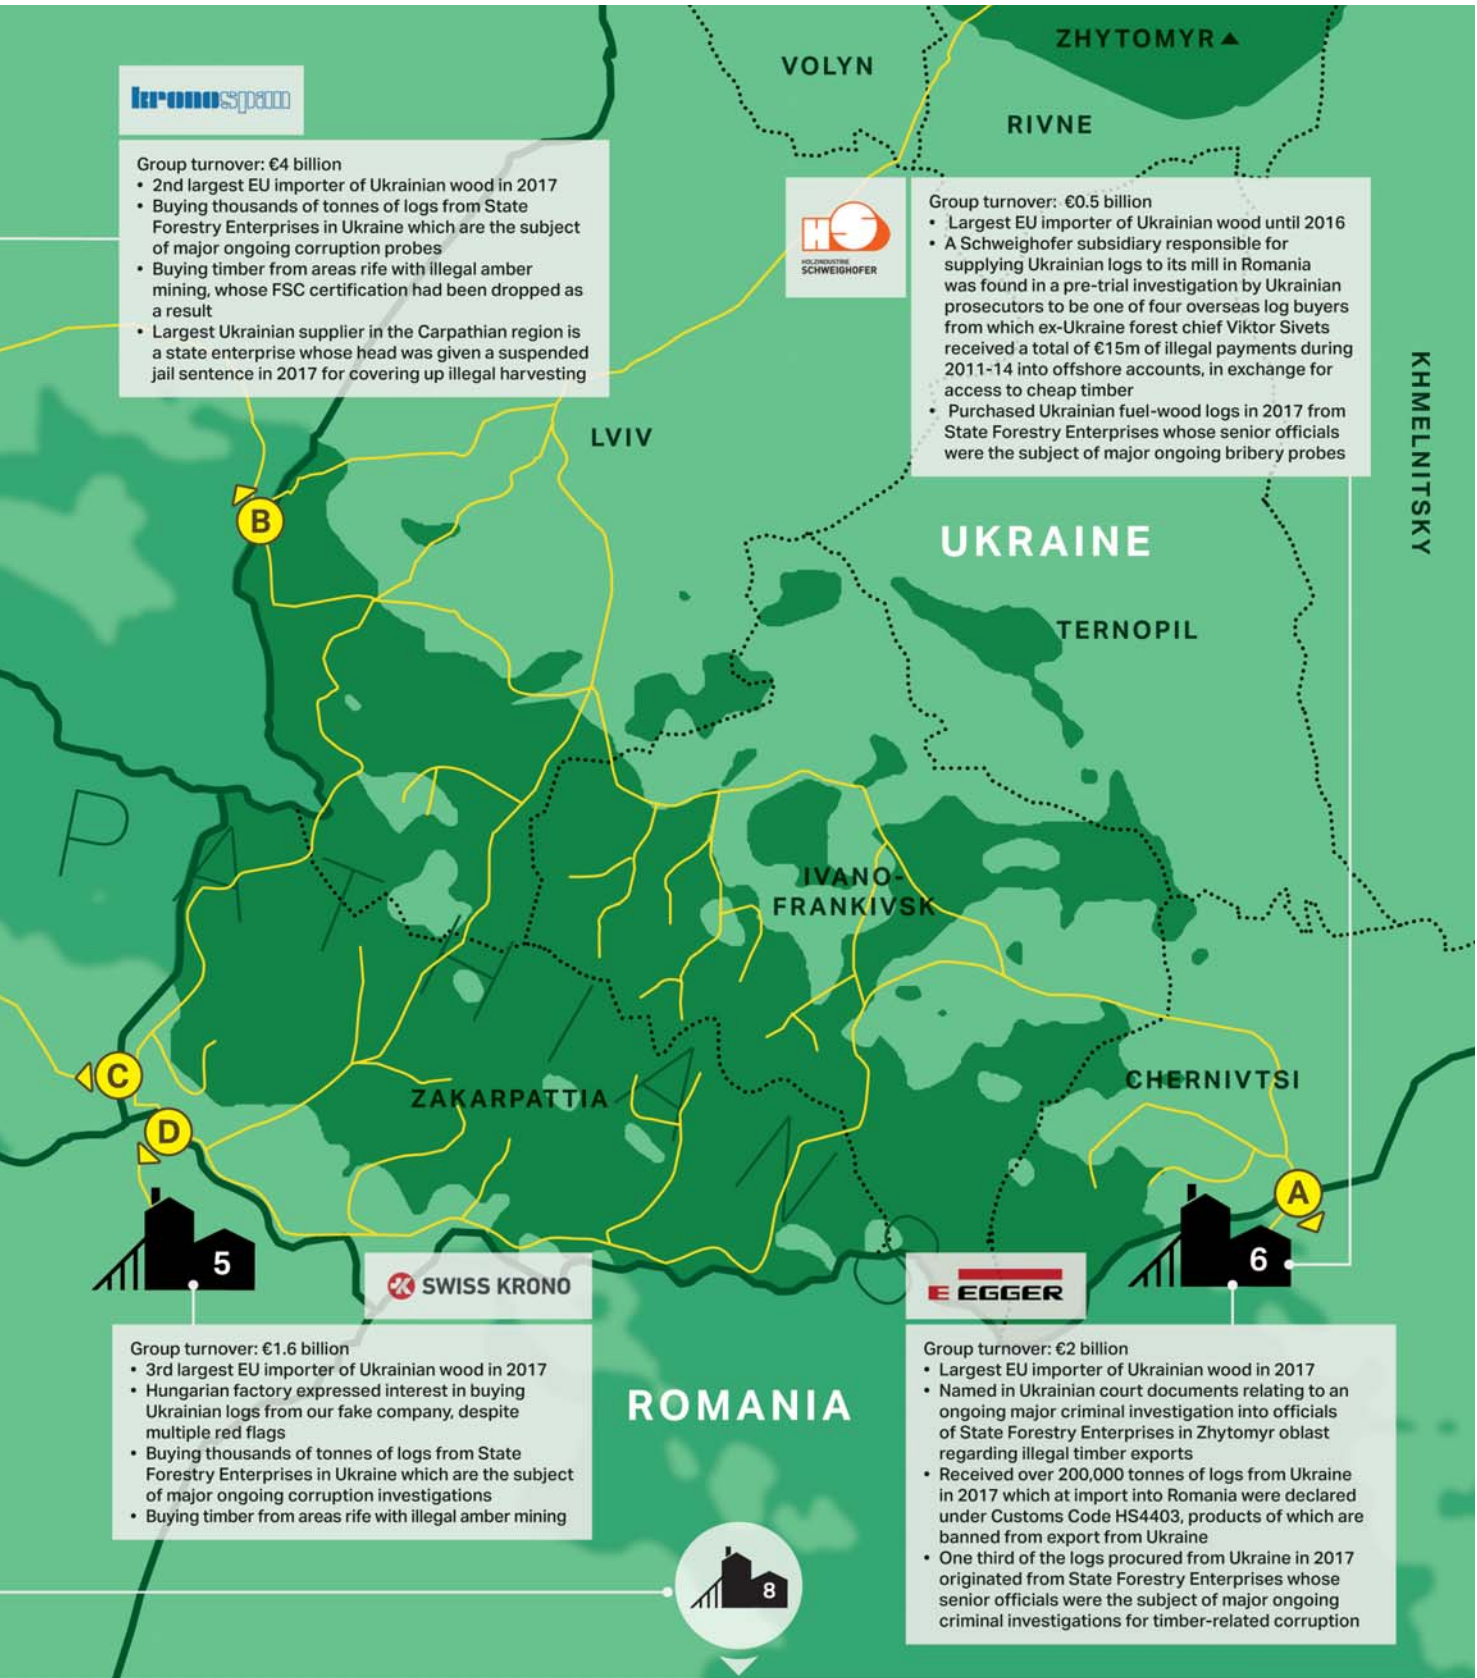 ZHYTOMYR
VOLYN
RIVNE
kronospan
Group turnover: €4 billion
• 2nd largest EU importer of Ukrainian wood in 2017
• Buying thousands of tonnes of logs from State
Forestry Enterprises in Ukraine which are the subject
of major ongoing corruption probes
• Buying timber from areas rife with illegal amber
mining, whose FSC certification had been dropped as
a result
• Largest Ukrainian supplier in the Carpathian region is
a state enterprise whose head was given a suspended
jail sentence in 2017 for covering up illegal harvesting
HS
HOLZINDUSTRIE
SCHWEIGHOFER
Group turnover: €0.5 billion
• Largest EU importer of Ukrainian wood until 2016
• A Schweighofer subsidiary responsible for
supplying Ukrainian logs to its mill in Romania
was found in a pre-trial investigation by Ukrainian
prosecutors to be one of four overseas log buyers
from which ex-Ukraine forest chief Viktor Sivets
received a total of €15m of illegal payments during
2011-14 into offshore accounts, in exchange for
access to cheap timber
• Purchased Ukrainian fuel-wood logs in 2017 from
State Forestry Enterprises whose senior officials
were the subject of major ongoing bribery probes
KHMELNITSKY
LVIV
B
UKRAINE
TERNOPIL
P A T H I A N
IVANO-
FRANKIVSK
C
ZAKARPATTIA
CHERNIVTSI
D
A
5
6
SWISS KRONO
Group turnover: €1.6 billion
• 3rd largest EU importer of Ukrainian wood in 2017
• Hungarian factory expressed interest in buying
Ukrainian logs from our fake company, despite
multiple red flags
• Buying thousands of tonnes of logs from State
Forestry Enterprises in Ukraine which are the subject
of major ongoing corruption investigations
• Buying timber from areas rife with illegal amber mining
E EGGER
Group turnover: €2 billion
• Largest EU importer of Ukrainian wood in 2017
• Named in Ukrainian court documents relating to an
ongoing major criminal investigation into officials
of State Forestry Enterprises in Zhytomyr oblast
regarding illegal timber exports
• Received over 200,000 tonnes of logs from Ukraine
in 2017 which at import into Romania were declared
under Customs Code HS4403, products of which are
banned from export from Ukraine
• One third of the logs procured from Ukraine in 2017
originated from State Forestry Enterprises whose
senior officials were the subject of major ongoing
criminal investigations for timber-related corruption
ROMANIA
8